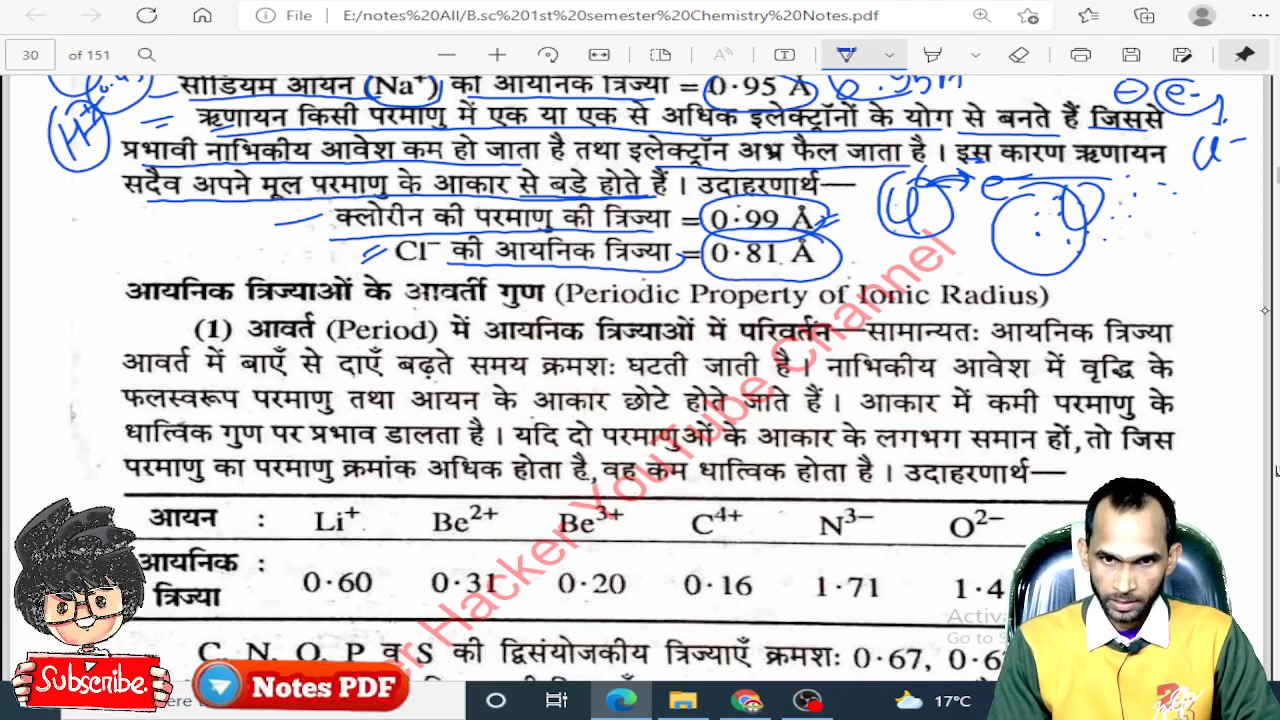 File E:/notes%20All/B.sc%201st%20semester%20Chemistry%20Notes.pdf
30 of 151
सोडियम आयन (Na⁺) की आयनिक त्रिज्या = 0·95 Å
ऋणायन किसी परमाणु में एक या एक से अधिक इलेक्ट्रॉनों के योग से बनते हैं जिससे
प्रभावी नाभिकीय आवेश कम हो जाता है तथा इलेक्ट्रॉन अभ्र फैल जाता है। इस कारण ऋणायन
सदैव अपने मूल परमाणु के आकार से बडे होते हैं। उदाहरणार्थ—
क्लोरीन की परमाणु की त्रिज्या = 0·99 Å
Cl⁻ की आयनिक त्रिज्या = 0·81 Å
आयनिक त्रिज्याओं के आवर्ती गुण (Periodic Property of Ionic Radius)
(1) आवर्त (Period) में आयनिक त्रिज्याओं में परिवर्तन—सामान्यतः आयनिक त्रिज्या
आवर्त में बाएँ से दाएँ बढ़ते समय क्रमशः घटती जाती है। नाभिकीय आवेश में वृद्धि के
फलस्वरूप परमाणु तथा आयन के आकार छोटे होते जाते हैं। आकार में कमी परमाणु के
धात्विक गुण पर प्रभाव डालता है। यदि दो परमाणुओं के आकार के लगभग समान हों, तो जिस
परमाणु का परमाणु क्रमांक अधिक होता है, वह कम धात्विक होता है। उदाहरणार्थ—
आयन : Li⁺ Be²⁺ Be³⁺ C⁴⁺ N³⁻ O²⁻
आयनिक :
त्रिज्या 0·60 0·31 0·20 0·16 1·71 1·4
C, N, O, P व S की द्विसंयोजकीय त्रिज्याएँ क्रमशः 0·67, 0·6
Hacker YouTube Channel
Subscribe.
Notes PDF
17°C